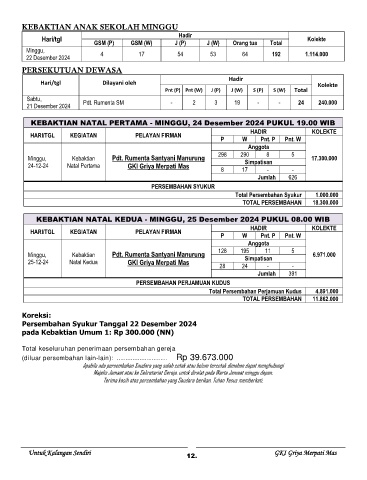 KEBAKTIAN ANAK SEKOLAH MINGGU
Hari/tgl Hadir Kolekte
GSM (P) GSM (W) J (P) J (W) Orang tua Total
Minggu, 22 Desember 2024 4 17 54 53 64 192 1.114.000
PERSEKUTUAN DEWASA
Hari/tgl Dilayani oleh Hadir Kolekte
Pnt (P) Pnt (W) J (P) J (W) S (P) S (W) Total
Sabtu, 21 Desember 2024 Pdt. Rumenta SM - 2 3 19 - - 24 240.000
KEBAKTIAN NATAL PERTAMA - MINGGU, 24 Desember 2024 PUKUL 19.00 WIB
HARI/TGL KEGIATAN PELAYAN FIRMAN HADIR KOLEKTE
P W Pnt. P Pnt. W
Anggota
298 290 8 5
Minggu, 24-12-24 Kebaktian Natal Pertama Pdt. Rumenta Santyani Manurung GKI Griya Merpati Mas Simpatisan 17.300.000
8 17 - -
Jumlah 626
PERSEMBAHAN SYUKUR
Total Persembahan Syukur 1.000.000
TOTAL PERSEMBAHAN 18.300.000
KEBAKTIAN NATAL KEDUA - MINGGU, 25 Desember 2024 PUKUL 08.00 WIB
HARI/TGL KEGIATAN PELAYAN FIRMAN HADIR KOLEKTE
P W Pnt. P Pnt. W
Anggota
128 195 11 5
Minggu, 25-12-24 Kebaktian Natal Kedua Pdt. Rumenta Santyani Manurung GKI Griya Merpati Mas Simpatisan 6.971.000
28 24 - -
Jumlah 391
PERSEMBAHAN PERJAMUAN KUDUS
Total Persembahan Perjamuan Kudus 4.891.000
TOTAL PERSEMBAHAN 11.862.000
Koreksi:
Persembahan Syukur Tanggal 22 Desember 2024
pada Kebaktian Umum 1: Rp 300.000 (NN)
Total keseluruhan penerimaan persembahan gereja
(diluar persembahan lain-lain): ........................... Rp 39.673.000
Apabila ada persembahan Saudara yang salah catat atau belum tercatat dimohon dapat menghubungi
Majelis Jemaat atau ke Sekretariat Gereja, untuk diralat pada Warta Jemaat minggu depan.
Terima kasih atas persembahan yang Saudara berikan. Tuhan Yesus memberkati.
Untuk Kalangan Sendiri 12. GKI Griya Merpati Mas